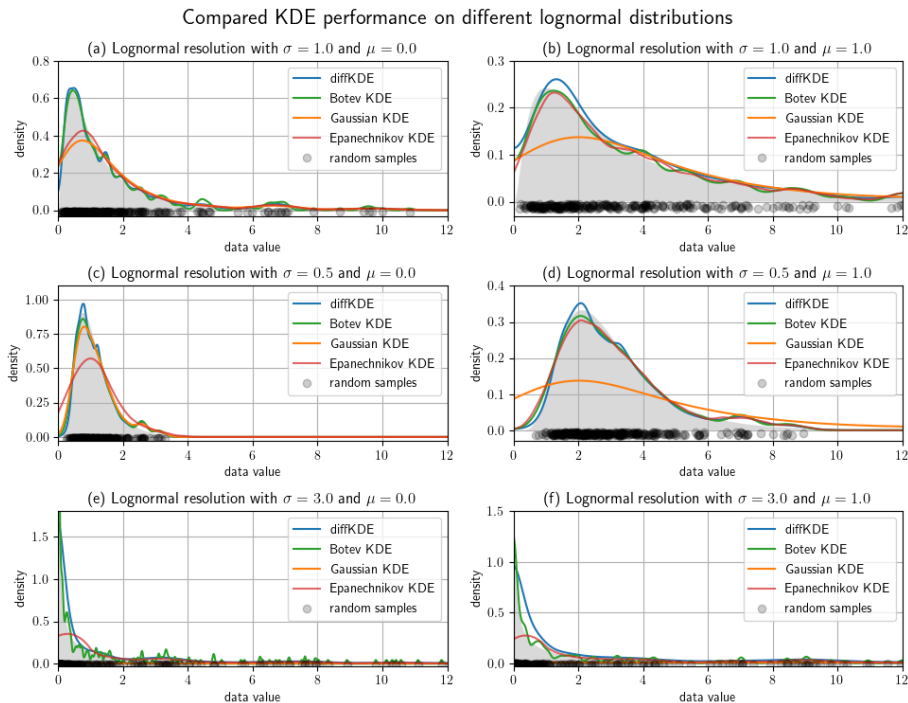 Compared KDE performance on different lognormal distributions
(a) Lognormal resolution with σ = 1.0 and μ = 0.0
density
0.8
0.6
0.4
0.2
0.0
diffKDE
Botev KDE
Gaussian KDE
Epanechnikov KDE
random samples
0 2 4 6 8 10 12
data value
(b) Lognormal resolution with σ = 1.0 and μ = 1.0
density
0.3
0.2
0.1
0.0
diffKDE
Botev KDE
Gaussian KDE
Epanechnikov KDE
random samples
0 2 4 6 8 10 12
data value
(c) Lognormal resolution with σ = 0.5 and μ = 0.0
density
1.00
0.75
0.50
0.25
0.00
diffKDE
Botev KDE
Gaussian KDE
Epanechnikov KDE
random samples
0 2 4 6 8 10 12
data value
(d) Lognormal resolution with σ = 0.5 and μ = 1.0
density
0.4
0.3
0.2
0.1
0.0
diffKDE
Botev KDE
Gaussian KDE
Epanechnikov KDE
random samples
0 2 4 6 8 10 12
data value
(e) Lognormal resolution with σ = 3.0 and μ = 0.0
density
1.5
1.0
0.5
0.0
diffKDE
Botev KDE
Gaussian KDE
Epanechnikov KDE
random samples
0 2 4 6 8 10 12
data value
(f) Lognormal resolution with σ = 3.0 and μ = 1.0
density
1.5
1.0
0.5
0.0
diffKDE
Botev KDE
Gaussian KDE
Epanechnikov KDE
random samples
0 2 4 6 8 10 12
data value